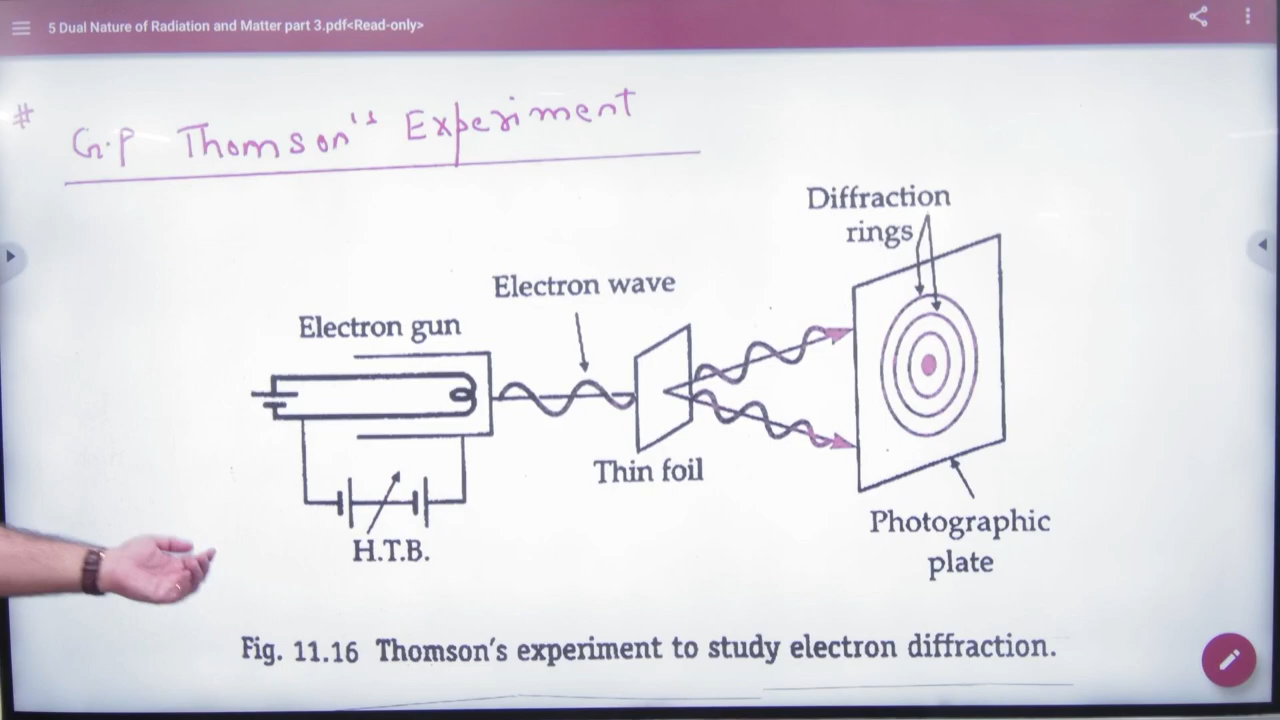 5 Dual Nature of Radiation and Matter part 3.pdf<Read-only>
# G.P Thomson's Experiment
Diffraction
rings
Electron wave
Electron gun
Thin foil
H.T.B.
Photographic
plate
Fig. 11.16 Thomson's experiment to study electron diffraction.